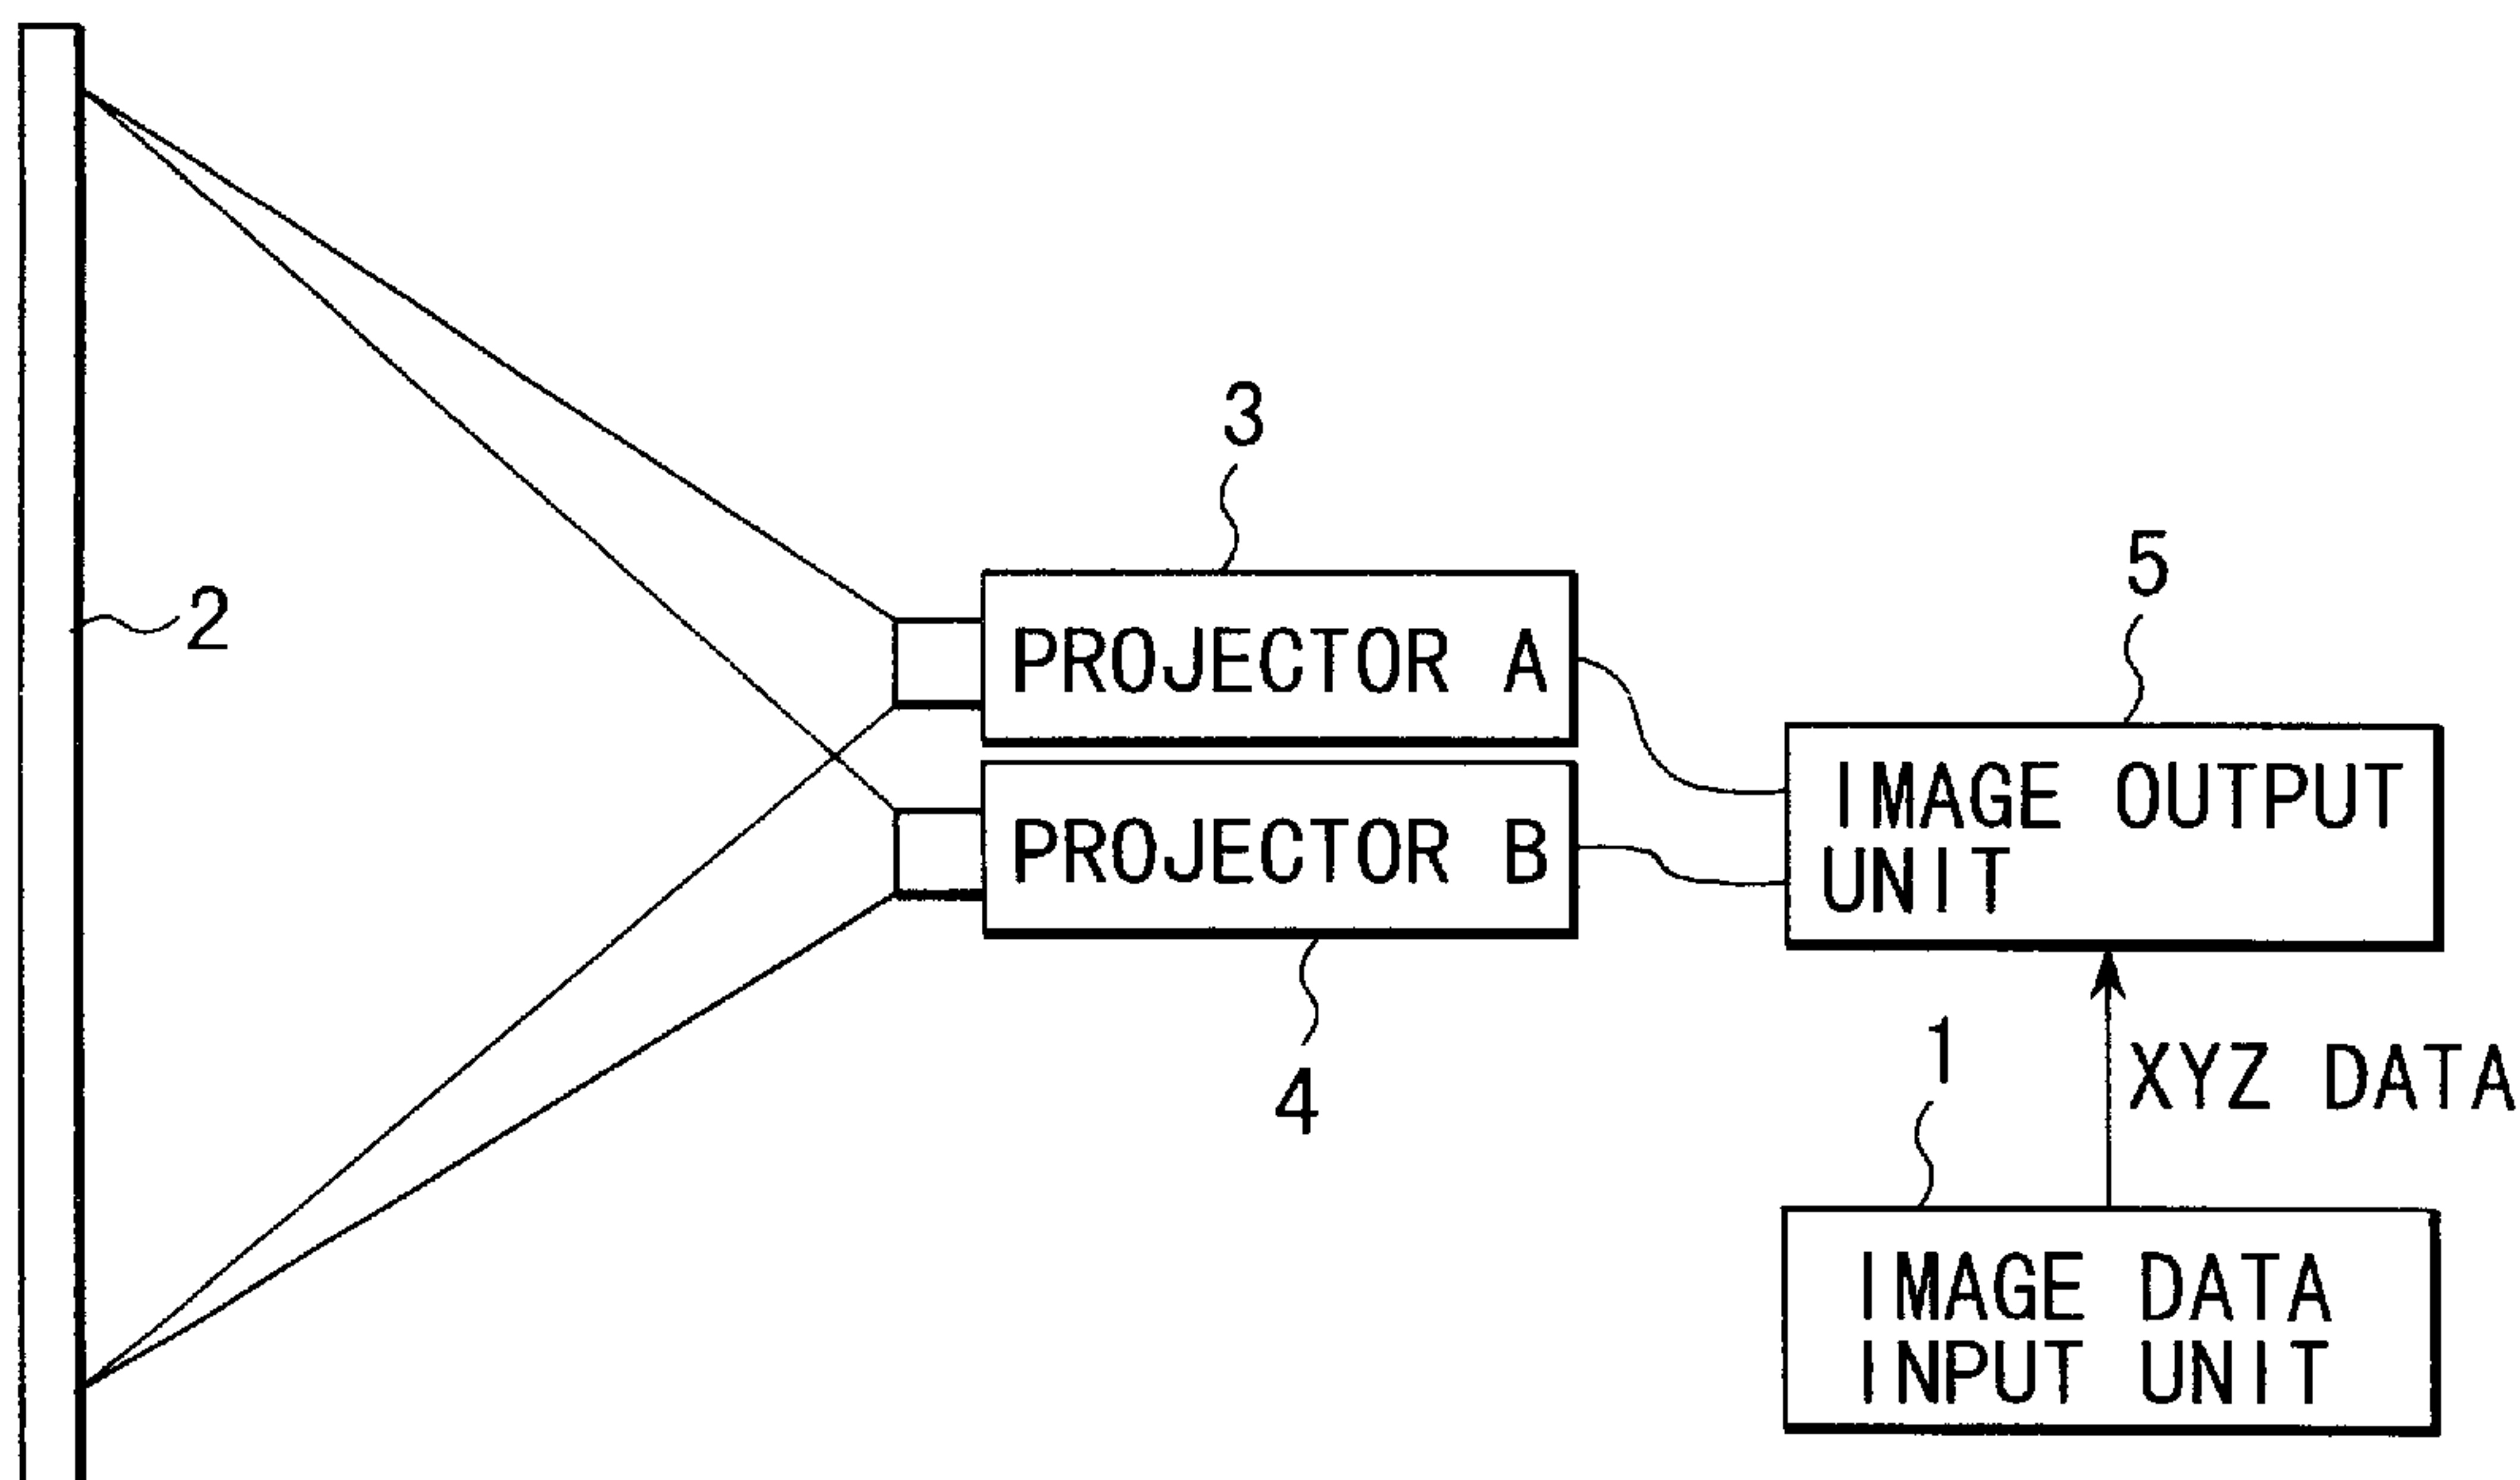 3
5
2
PROJECTOR A
IMAGE OUTPUT
UNIT
PROJECTOR B
4
1
XYZ DATA
IMAGE DATA
INPUT UNIT